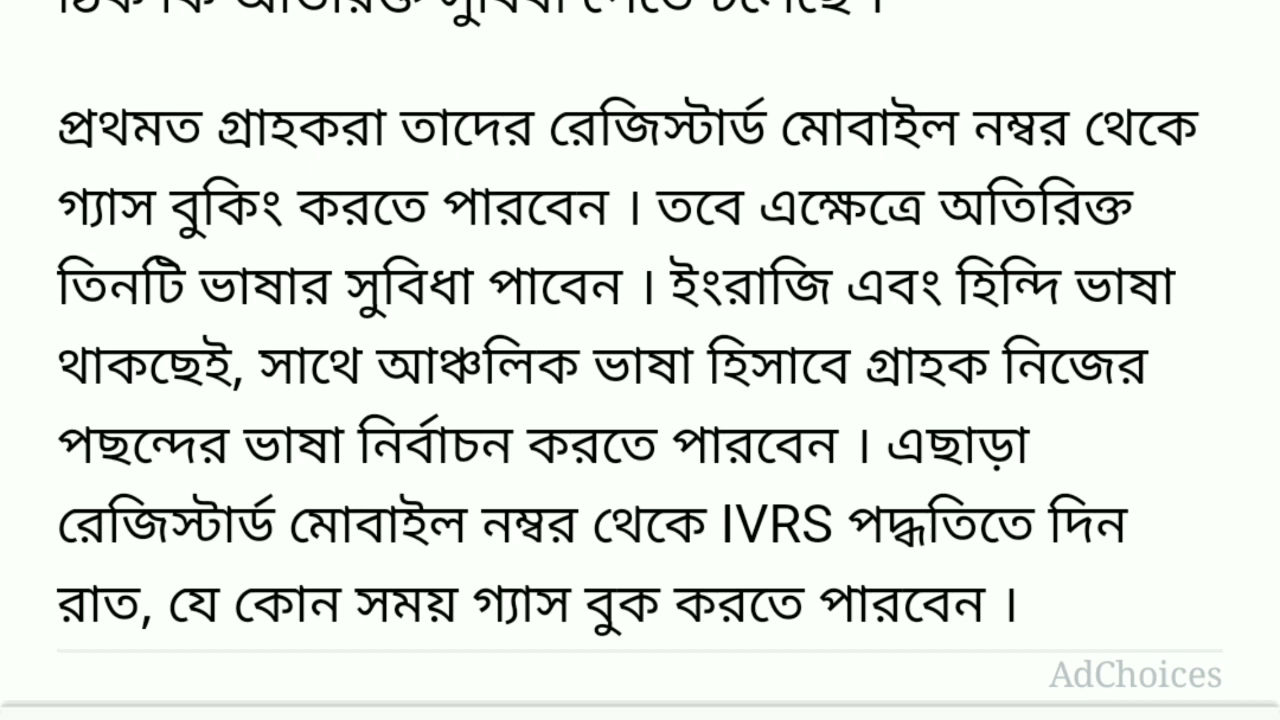 প্রথমত গ্রাহকরা তাদের রেজিস্টার্ড মোবাইল নম্বর থেকে
গ্যাস বুকিং করতে পারবেন । তবে এক্ষেত্রে অতিরিক্ত
তিনটি ভাষার সুবিধা পাবেন । ইংরাজি এবং হিন্দি ভাষা
থাকছেই, সাথে আঞ্চলিক ভাষা হিসাবে গ্রাহক নিজের
পছন্দের ভাষা নির্বাচন করতে পারবেন । এছাড়া
রেজিস্টার্ড মোবাইল নম্বর থেকে IVRS পদ্ধতিতে দিন
রাত, যে কোন সময় গ্যাস বুক করতে পারবেন ।
AdChoices